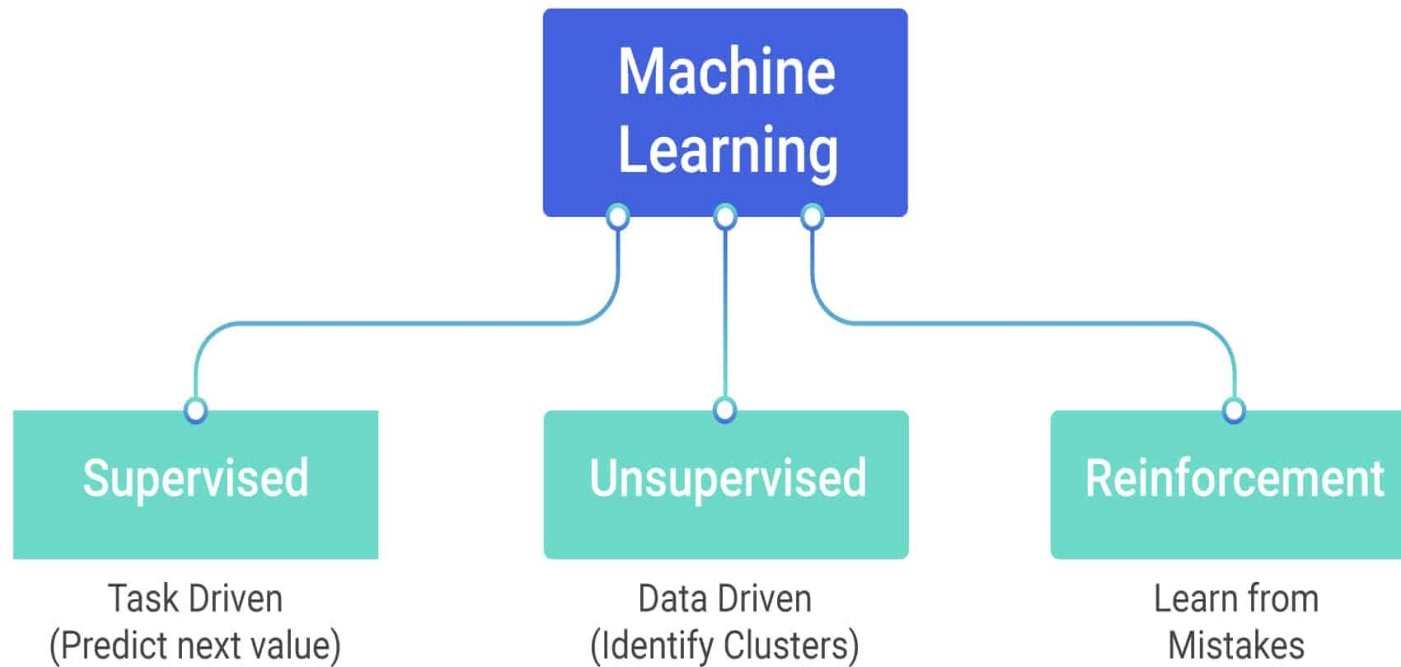 Machine
Learning
Supervised
Unsupervised
Reinforcement
Task Driven
(Predict next value)
Data Driven
(Identify Clusters)
Learn from
Mistakes